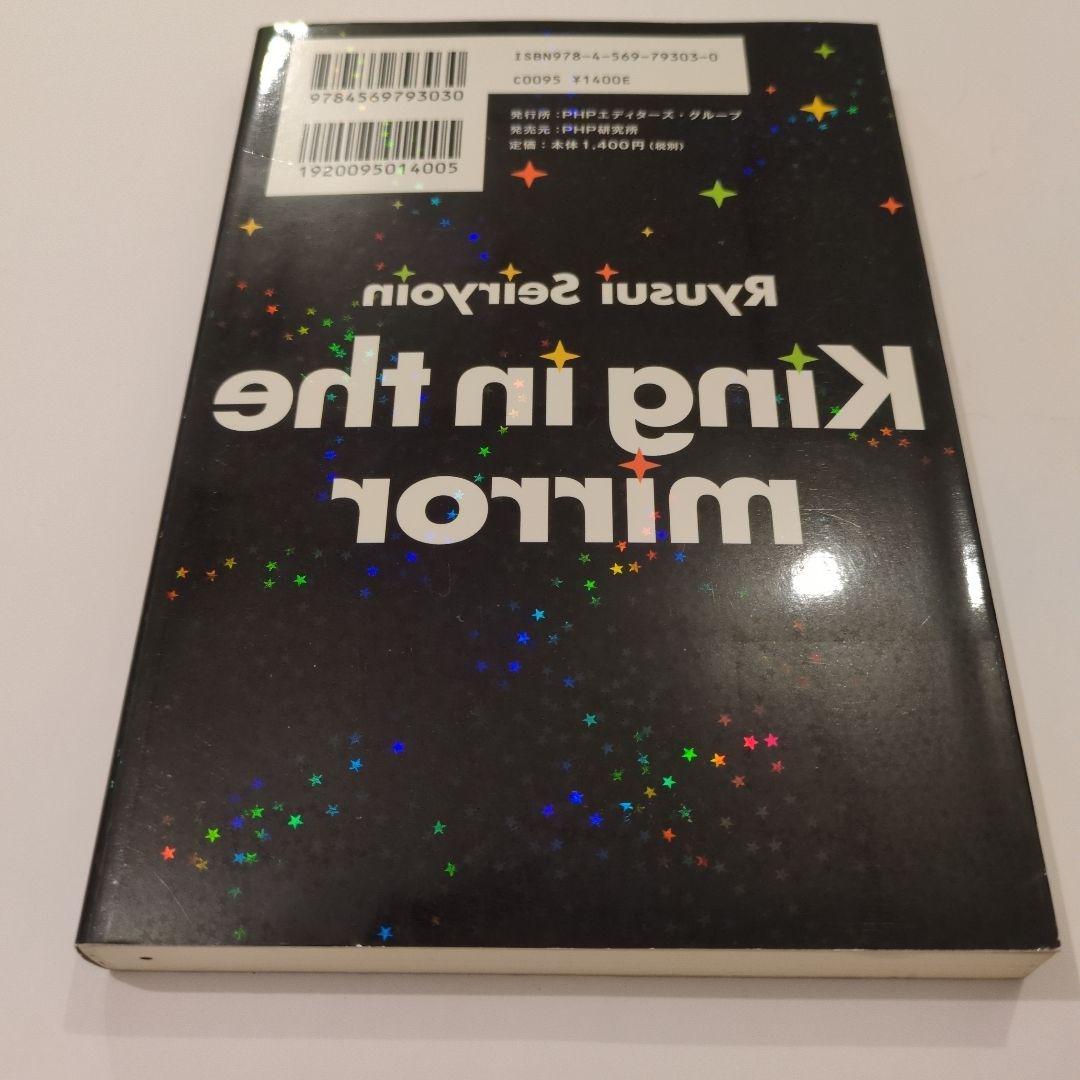 ISBN978-4-569-79303-0
C0095 ¥1400E
9784569793030
1920095014005
発行所：PHPエディターズ・グループ
発売元：PHP研究所
定価：本体1,400円（税別）
Ryusui Seiryoin
King in the
mirror